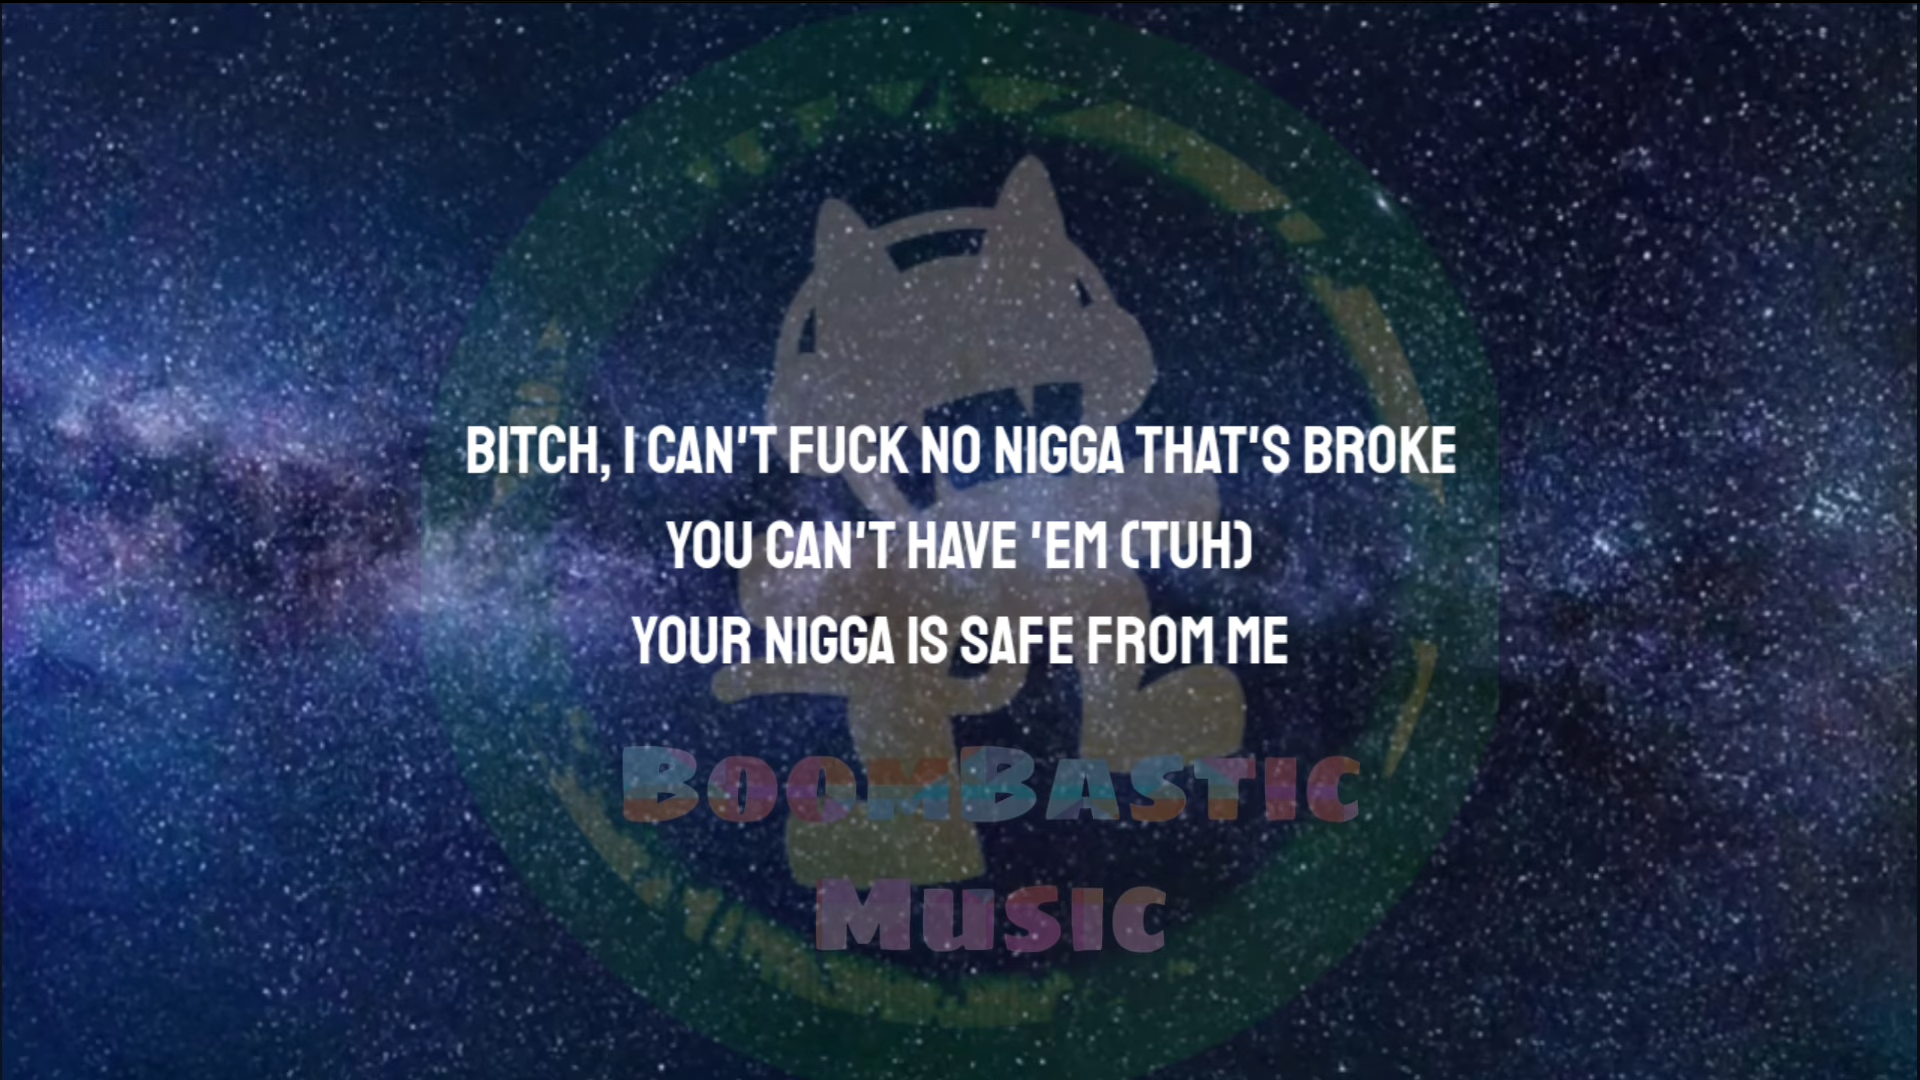 BITCH, I CAN'T FUCK NO NIGGA THAT'S BROKE
YOU CAN'T HAVE 'EM (TUH)
YOUR NIGGA IS SAFE FROM ME
BOOMBASTIC
MUSIC